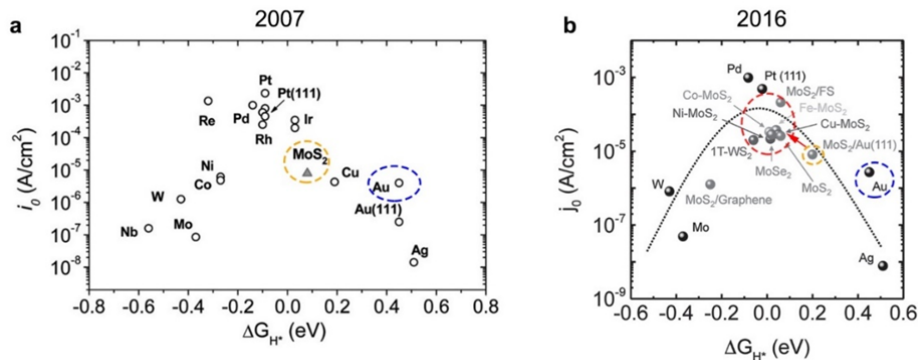 2007
a
i₀ (A/cm²)
10⁻¹
10⁻²
10⁻³
10⁻⁴
10⁻⁵
10⁻⁶
10⁻⁷
10⁻⁸
Pt
Pt(111)
Re
Pd
Ir
Rh
MoS₂
Ni
Co
Cu
Au
W
Au(111)
Nb
Mo
Ag
-0.8 -0.6 -0.4 -0.2 0.0 0.2 0.4 0.6 0.8
ΔG_H* (eV)
2016
b
j₀ (A/cm²)
10⁻¹
10⁻³
10⁻⁵
10⁻⁷
10⁻⁹
Pd
Pt (111)
MoS₂/FS
Co-MoS₂
Fe-MoS₂
Ni-MoS₂
Cu-MoS₂
1T-WS₂
MoS₂/Au(111)
MoSe₂
MoS₂
W
MoS₂/Graphene
Au
Mo
Ag
-0.6 -0.4 -0.2 0.0 0.2 0.4 0.6
ΔG_H* (eV)